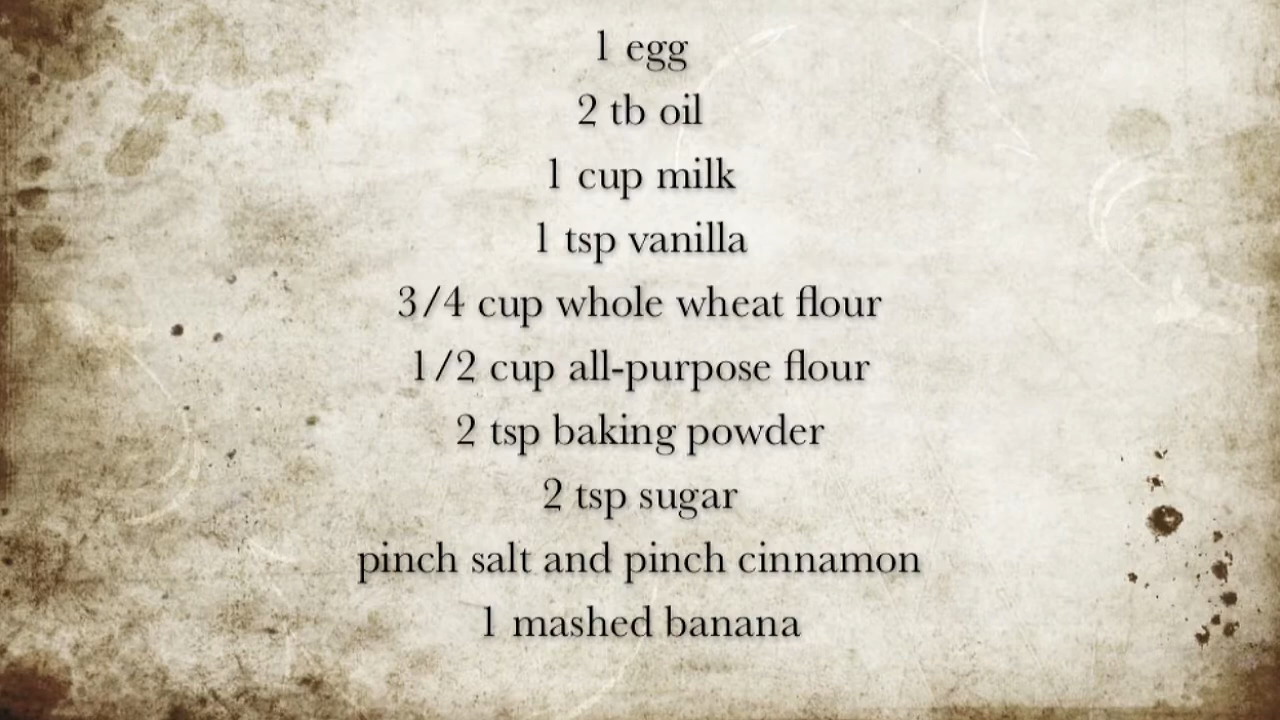 1 egg
2 tb oil
1 cup milk
1 tsp vanilla
3/4 cup whole wheat flour
1/2 cup all-purpose flour
2 tsp baking powder
2 tsp sugar
pinch salt and pinch cinnamon
1 mashed banana